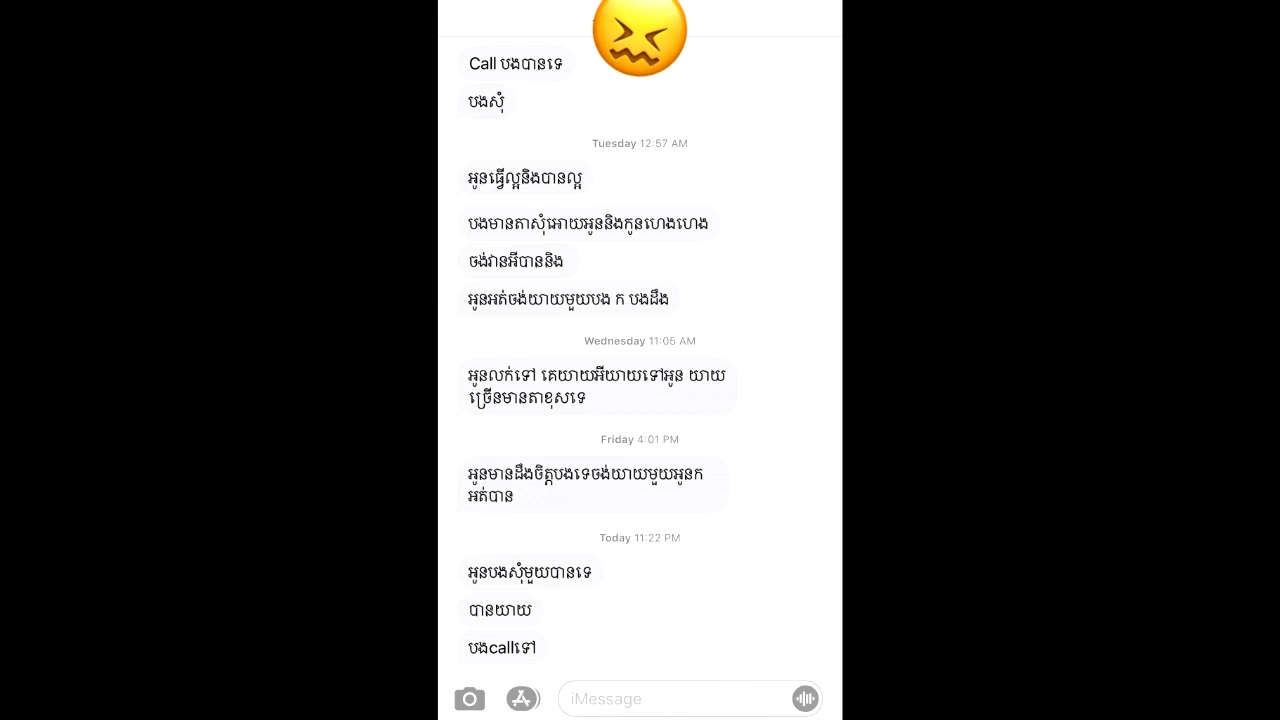 Call បងបានទេ
បងសុំ
Tuesday 12:57 AM
អូនធ្វើល្អនិងបានល្អ
បងមានតាសុំអោយអូននិងកូនហេងហេង
ចង់វានអីបាននិង
អូនអត់ចង់យាយមួយបង ក បងដឹង
Wednesday 11:05 AM
អូនលក់ទៅ គេយាយអីយាយទៅអូន យាយ
ច្រើនមានតាខុសទេ
Friday 4:01 PM
អូនមានដឹងចិត្តបងទេចង់យាយមួយអូនក
អត់បាន
Today 11:22 PM
អូនបងសុំមួយបានទេ
បានយាយ
បងcallទៅ
iMessage